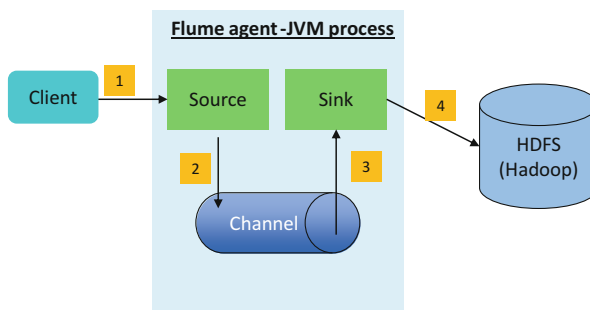 Flume agent -JVM process
1
Client
Source
Sink
4
2
3
Channel
HDFS
(Hadoop)